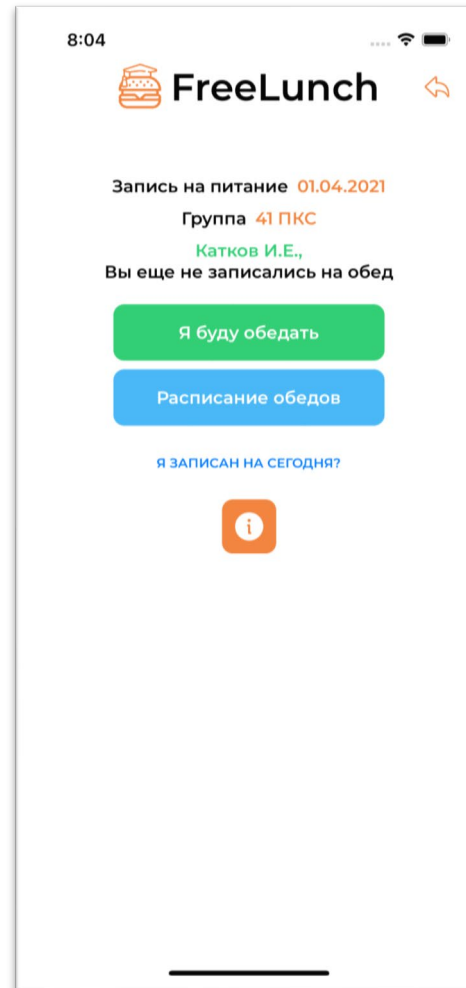 8:04
FreeLunch
Запись на питание 01.04.2021
Группа 41 ПКС
Катков И.Е.,
Вы еще не записались на обед
Я буду обедать
Расписание обедов
Я ЗАПИСАН НА СЕГОДНЯ?
i